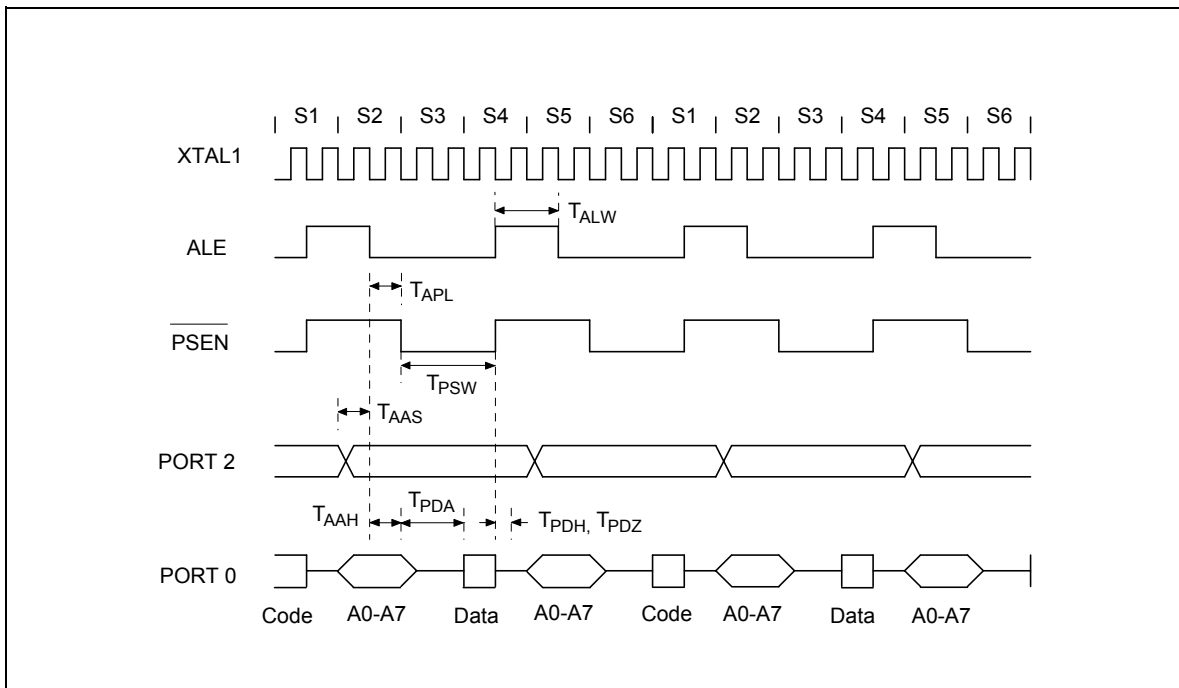 S1 S2 S3 S4 S5 S6 S1 S2 S3 S4 S5 S6
XTAL1
TALW
ALE
TAPL
PSEN
TPSW
TAAS
PORT 2
TAAH TPDA TPDH, TPDZ
PORT 0
Code A0-A7 Data A0-A7 Code A0-A7 Data A0-A7